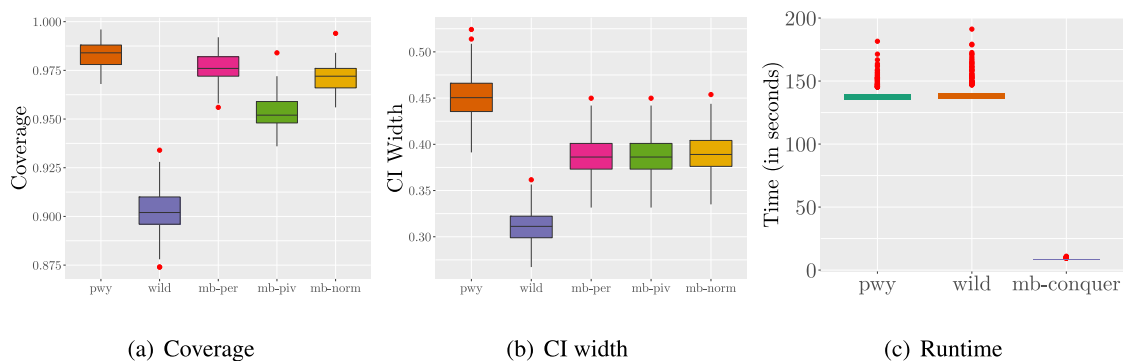 Coverage
1.000
0.975
0.950
0.925
0.900
0.875
pwy wild mb-per mb-piv mb-norm
CI Width
0.50
0.45
0.40
0.35
0.30
pwy wild mb-per mb-piv mb-norm
Time (in seconds)
200
150
100
50
0
pwy wild mb-conquer
(a) Coverage
(b) CI width
(c) Runtime